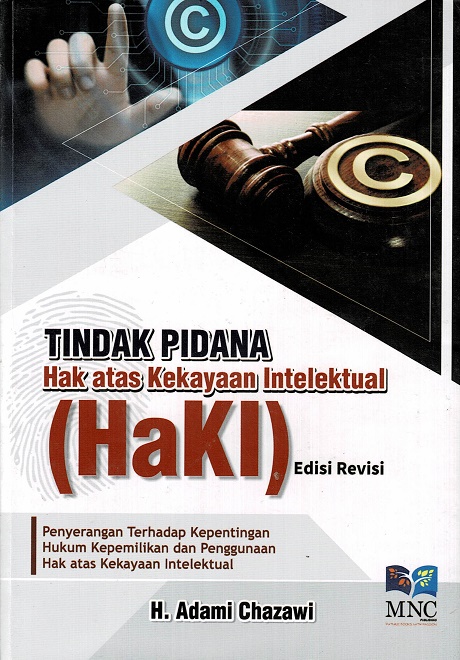 ©
©
TINDAK PIDANA
Hak atas Kekayaan Intelektual
(HaKI)
Edisi Revisi
Penyerangan Terhadap Kepentingan
Hukum Kepemilikan dan Penggunaan
Hak atas Kekayaan Intelektual
H. Adami Chazawi
MNC
PUBLISHING